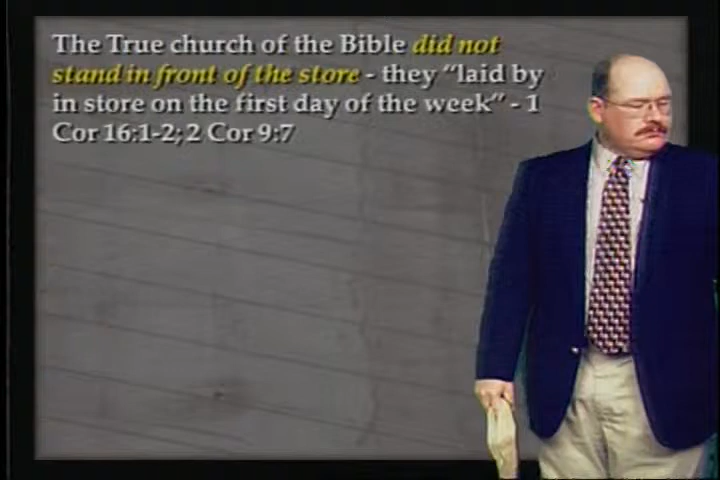 The True church of the Bible did not
stand in front of the store - they “laid by
in store on the first day of the week” - 1
Cor 16:1-2; 2 Cor 9:7